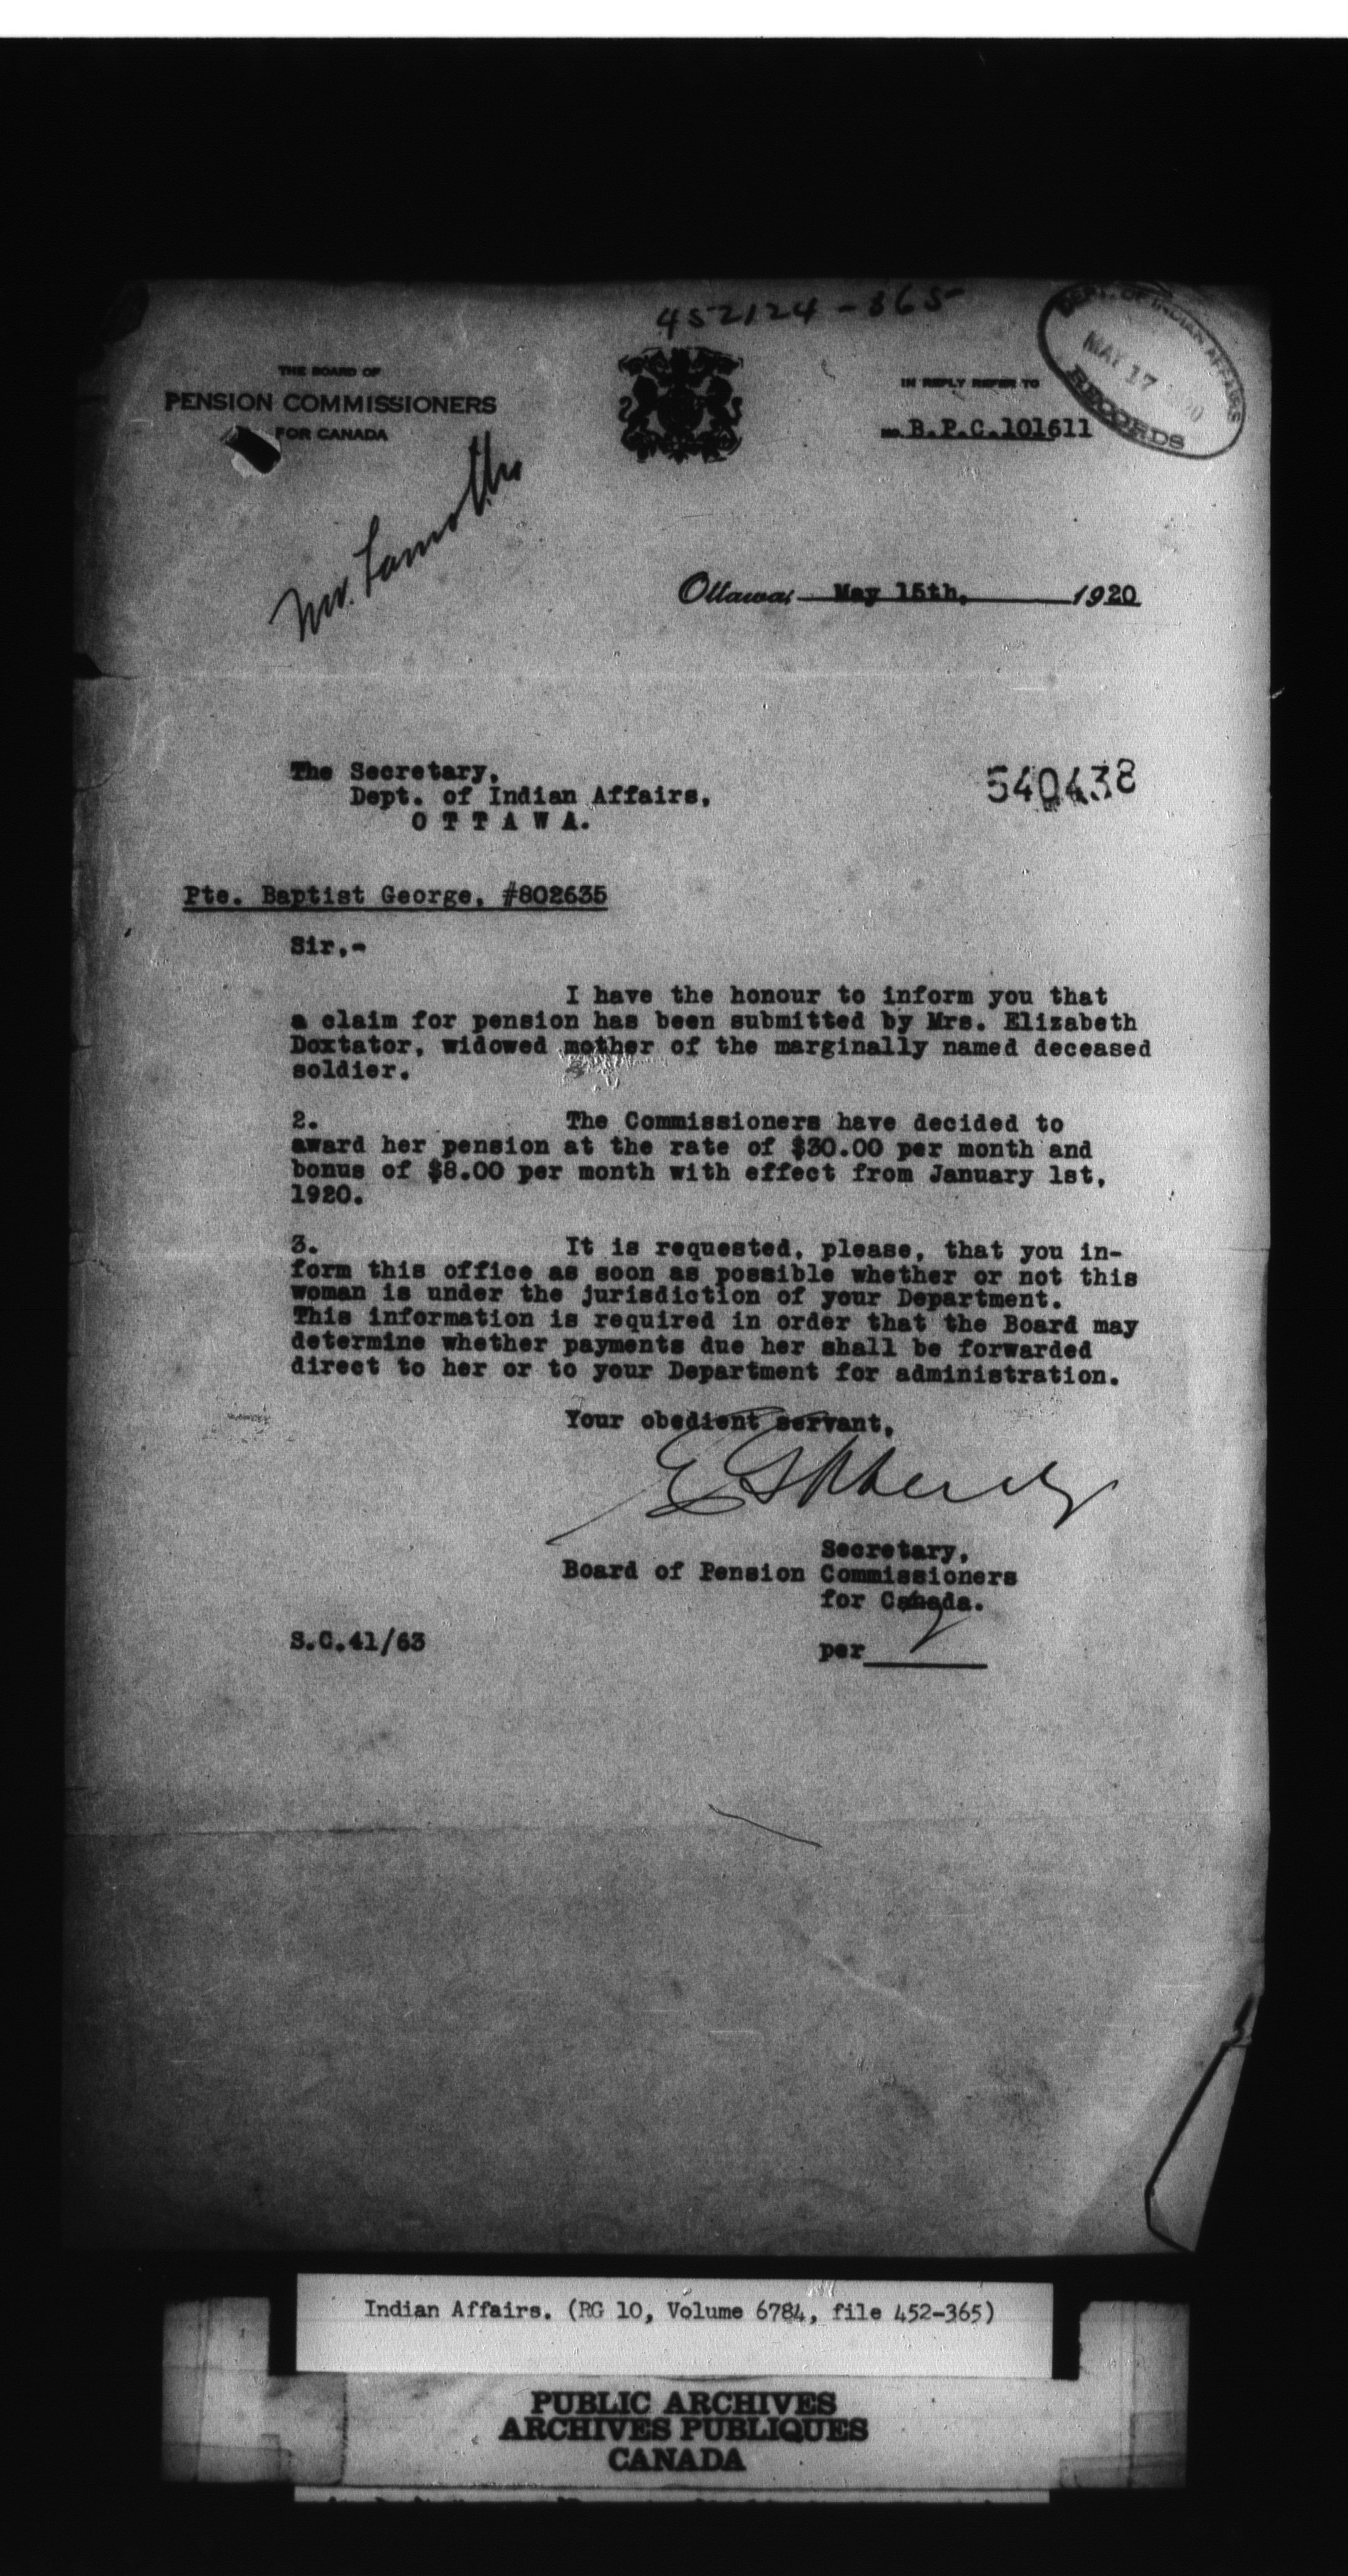 452124-365
DEPT. OF INDIAN AFFAIRS
MAY 17 1920
RECORDS
THE BOARD OF
PENSION COMMISSIONERS
FOR CANADA
IN REPLY REFER TO
No. B.P.C.101611
Mr. Lamothe
Ottawa, May 15th, 1920
The Secretary,
Dept. of Indian Affairs,
O T T A W A.
540438
Pte. Baptist George, #802635
Sir,-
I have the honour to inform you that
a claim for pension has been submitted by Mrs. Elizabeth
Doxtator, widowed mother of the marginally named deceased
soldier.
2. The Commissioners have decided to
award her pension at the rate of $30.00 per month and
bonus of $8.00 per month with effect from January 1st,
1920.
3. It is requested, please, that you in-
form this office as soon as possible whether or not this
woman is under the jurisdiction of your Department.
This information is required in order that the Board may
determine whether payments due her shall be forwarded
direct to her or to your Department for administration.
Your obedient servant,
Secretary,
Board of Pension Commissioners
for Canada.
S.C.41/63
per
Indian Affairs. (RG 10, Volume 6784, file 452-365)
PUBLIC ARCHIVES
ARCHIVES PUBLIQUES
CANADA